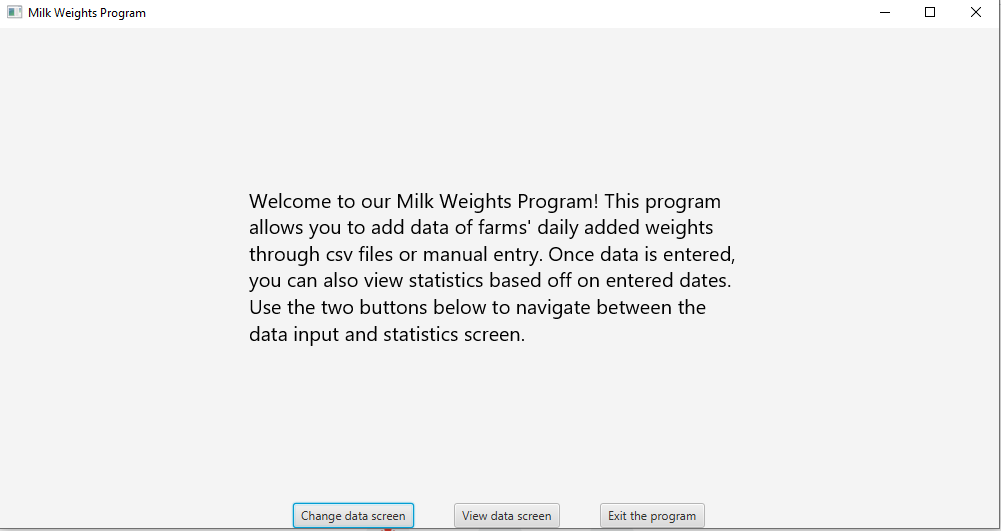 Milk Weights Program
Welcome to our Milk Weights Program! This program
allows you to add data of farms' daily added weights
through csv files or manual entry. Once data is entered,
you can also view statistics based off on entered dates.
Use the two buttons below to navigate between the
data input and statistics screen.
Change data screen View data screen Exit the program